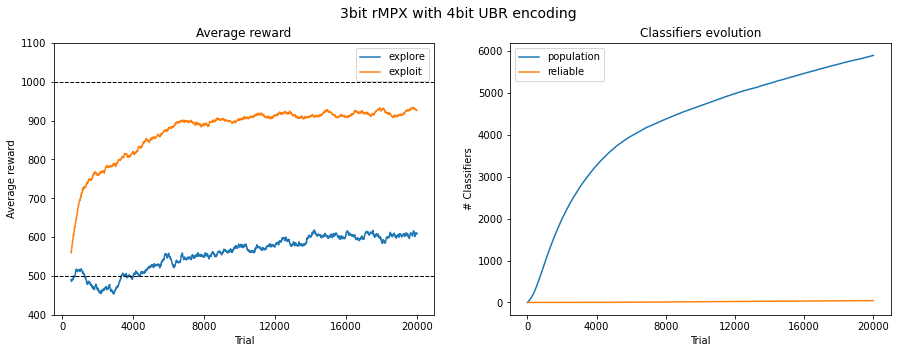 3bit rMPX with 4bit UBR encoding
Average reward
1100
1000
900
800
700
600
500
400
Average reward
explore
exploit
0
4000
8000
12000
16000
20000
Trial
Classifiers evolution
6000
5000
4000
3000
2000
1000
0
# Classifiers
population
reliable
0
4000
8000
12000
16000
20000
Trial